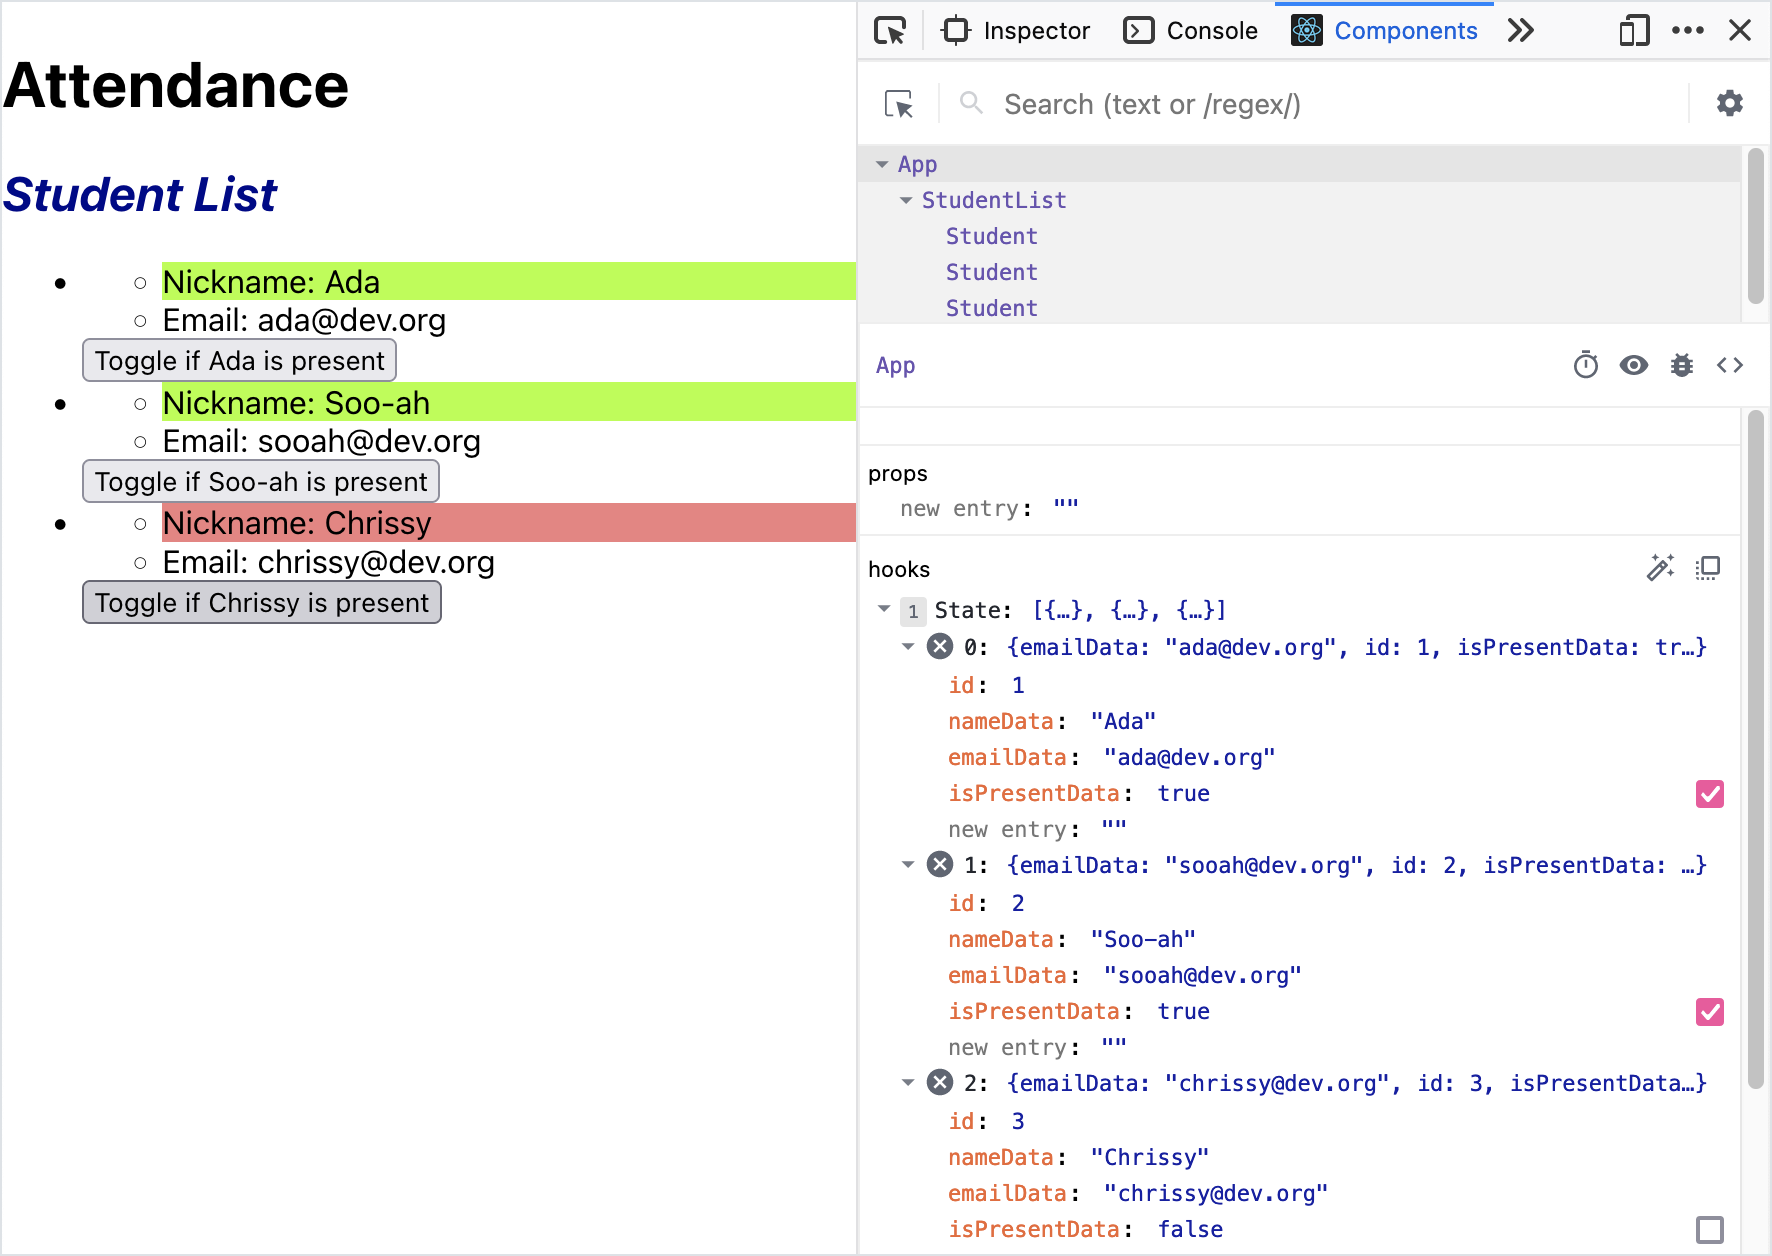 Attendance
Student List
Nickname: Ada
Email: ada@dev.org
Toggle if Ada is present
Nickname: Soo-ah
Email: sooah@dev.org
Toggle if Soo-ah is present
Nickname: Chrissy
Email: chrissy@dev.org
Toggle if Chrissy is present
Inspector Console Components
Search (text or /regex/)
App
StudentList
Student
Student
Student
App
props
new entry: ""
hooks
1 State: [{…}, {…}, {…}]
0: {emailData: "ada@dev.org", id: 1, isPresentData: tr…}
id: 1
nameData: "Ada"
emailData: "ada@dev.org"
isPresentData: true
new entry: ""
1: {emailData: "sooah@dev.org", id: 2, isPresentData: …}
id: 2
nameData: "Soo-ah"
emailData: "sooah@dev.org"
isPresentData: true
new entry: ""
2: {emailData: "chrissy@dev.org", id: 3, isPresentData…}
id: 3
nameData: "Chrissy"
emailData: "chrissy@dev.org"
isPresentData: false